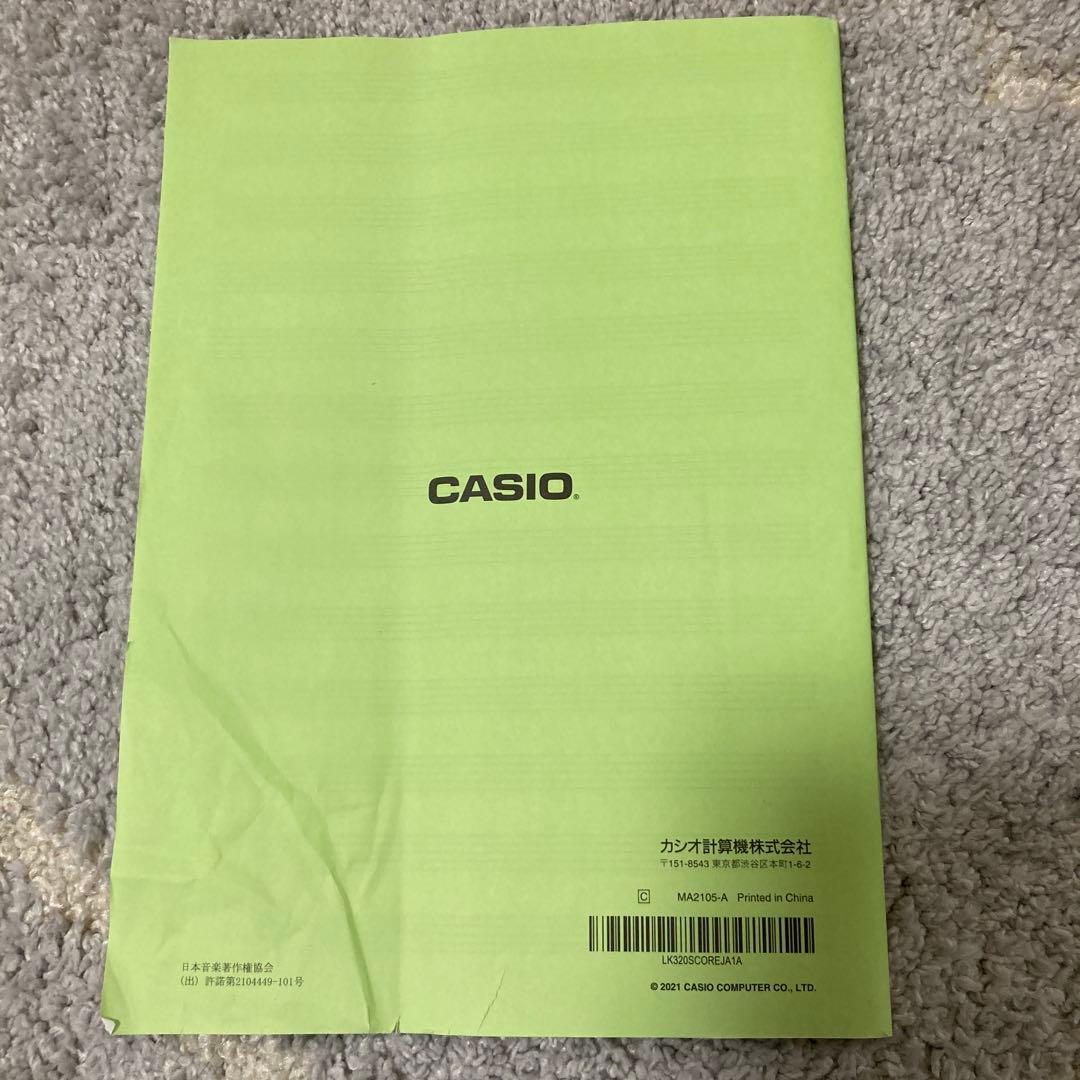 CASIO®
カシオ計算機株式会社
〒151-8543 東京都渋谷区本町1-6-2
C MA2105-A Printed in China
LK320SCOREJA1A
日本音楽著作権協会
(出) 許諾第2104449-101号
© 2021 CASIO COMPUTER CO., LTD.